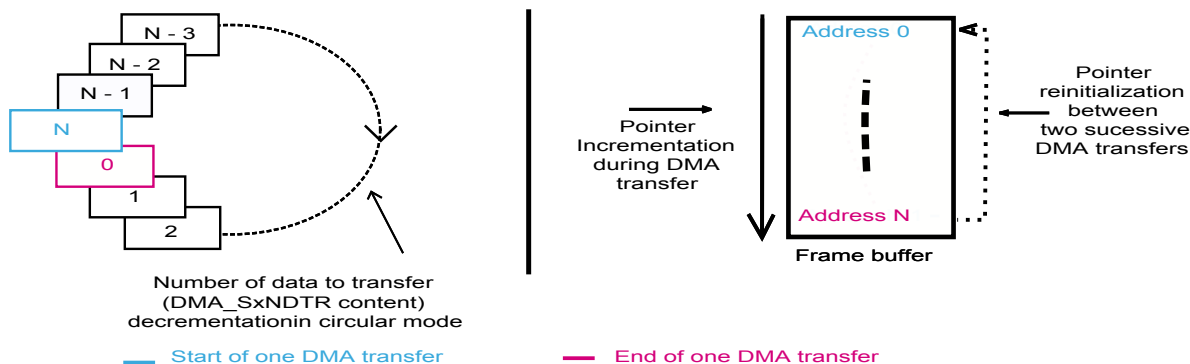 N - 3
N - 2
N - 1
N
0
1
2
Number of data to transfer
(DMA_SxNDTR content)
decrementationin circular mode
Pointer
Incrementation
during DMA
transfer
Address 0
Address N
Frame buffer
Pointer
reinitialization
between
two sucessive
DMA transfers
Start of one DMA transfer
End of one DMA transfer